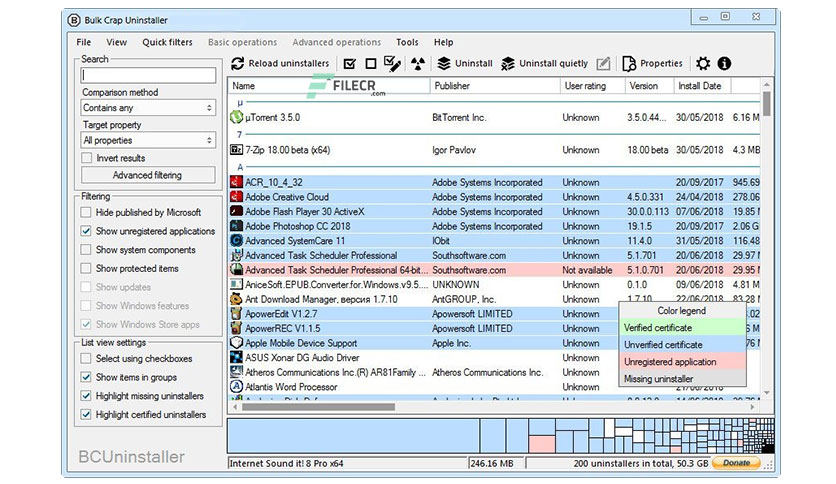 Bulk Crap Uninstaller
File View Quick filters Basic operations Advanced operations Tools Help
Search
Comparison method
Contains any
Target property
All properties
Invert results
Advanced filtering
Filtering
Hide published by Microsoft
Show unregistered applications
Show system components
Show protected items
Show updates
Show Windows features
Show Windows Store apps
List view settings
Select using checkboxes
Show items in groups
Highlight missing uninstallers
Highlight certified uninstallers
BCUninstaller
Reload uninstallers Uninstall Uninstall quietly Properties
Name Publisher User rating Version Install Date
FILECR
.com
µ
µTorrent 3.5.0 BitTorrent Inc. Unknown 3.5.0.44... 30/05/2018 6.16 M
7
7-Zip 18.00 beta (x64) Igor Pavlov Unknown 18.00 beta 30/05/2018 4.3 MB
A
ACR_10_4_32 Adobe Systems Incorporated Unknown 20/09/2017 945.69
Adobe Creative Cloud Adobe Systems Incorporated Unknown 4.5.0.331 24/04/2018 278.06
Adobe Flash Player 30 ActiveX Adobe Systems Incorporated Unknown 30.0.0.113 07/06/2018 19.85 M
Adobe Photoshop CC 2018 Adobe Systems Incorporated Unknown 19.1.5 20/09/2017 2.06 G
Advanced SystemCare 11 IObit Unknown 11.4.0 31/05/2018 116.48
Advanced Task Scheduler Professional Southsoftware.com Unknown 5.1.701 20/06/2018 29.97 M
Advanced Task Scheduler Professional 64-bit... Southsoftware.com Not available 5.1.0.701 20/06/2018 29.95 M
AniceSoft.EPUB.Converter.for.Windows.v9.5.... UNKNOWN Unknown 0.1.0 09/06/2018 4.81 M
Ant Download Manager, версия 1.7.10 AntGROUP, Inc. Unknown 1.7.10 22/06/2018 83.28 M
ApowerEdit V1.2.7 Apowersoft LIMITED Unknown
ApowerREC V1.1.5 Apowersoft LIMITED Unknown
Apple Mobile Device Support Apple Inc. Unknown
ASUS Xonar DG Audio Driver Unknown
Atheros Communications Inc.(R) AR81Family ... Atheros Communications Inc. Unknown
Atlantis Word Processor Unknown
Color legend
Verified certificate
Unverified certificate
Unregistered application
Missing uninstaller
Internet Sound it! 8 Pro x64 246.16 MB 200 uninstallers in total, 50.3 GB Donate